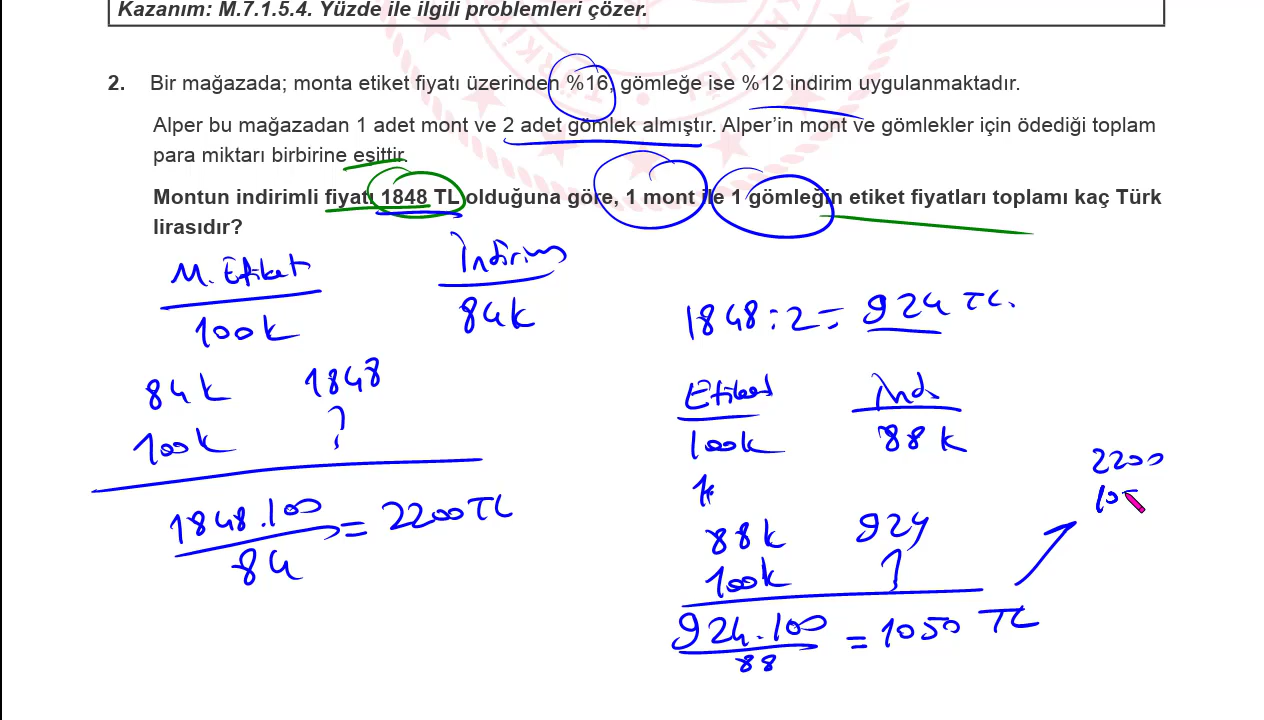 Kazanım: M.7.1.5.4. Yüzde ile ilgili problemleri çözer.
2. Bir mağazada; monta etiket fiyatı üzerinden %16, gömleğe ise %12 indirim uygulanmaktadır.
Alper bu mağazadan 1 adet mont ve 2 adet gömlek almıştır. Alper'in mont ve gömlekler için ödediği toplam
para miktarı birbirine eşittir.
Montun indirimli fiyatı 1848 TL olduğuna göre, 1 mont ile 1 gömleğin etiket fiyatları toplamı kaç Türk
lirasıdır?
M. Etiket İndirim
100k 84k
84k 1848
100k ?
1848.100
84
= 2200 TL
1848:2= 924 TL.
Etiket İnd.
100k 88k
88k 924
100k ?
924.100
88
= 1050 TL
2200